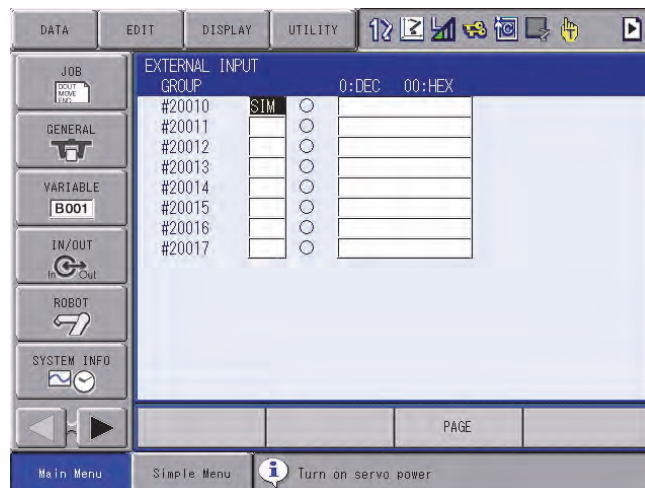 DATA EDIT DISPLAY UTILITY 12
JOB
DOUT
MOVE
END
GENERAL
VARIABLE
B001
IN/OUT
In Out
ROBOT
SYSTEM INFO
EXTERNAL INPUT
GROUP 0:DEC 00:HEX
#20010 SIM
#20011
#20012
#20013
#20014
#20015
#20016
#20017
PAGE
Main Menu Simple Menu Turn on servo power